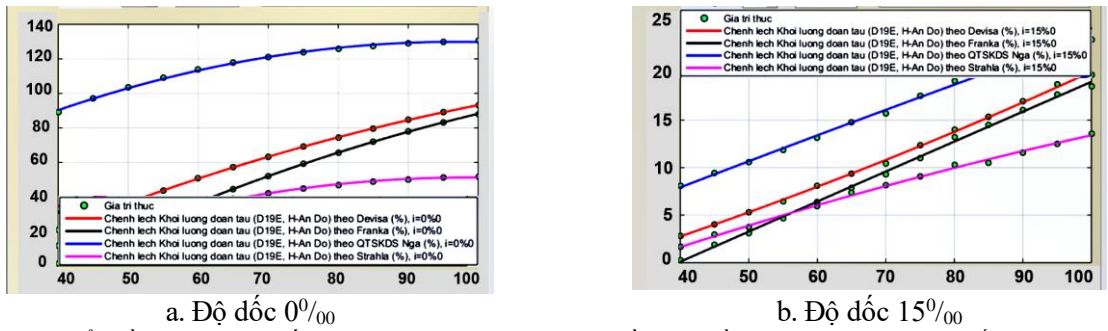 140
120
100
80
60
40
20
0
Gia tri thuc
Chenh lech Khoi luong doan tau (D19E, H-An Do) theo Devisa (%), i=0%0
Chenh lech Khoi luong doan tau (D19E, H-An Do) theo Franka (%), i=0%0
Chenh lech Khoi luong doan tau (D19E, H-An Do) theo QTSKDS Nga (%), i=0%0
Chenh lech Khoi luong doan tau (D19E, H-An Do) theo Strahla (%), i=0%0
40 50 60 70 80 90 100
a. Độ dốc 0⁰/₀₀
25
20
15
10
5
0
Gia tri thuc
Chenh lech Khoi luong doan tau (D19E, H-An Do) theo Devisa (%), i=15%0
Chenh lech Khoi luong doan tau (D19E, H-An Do) theo Franka (%), i=15%0
Chenh lech Khoi luong doan tau (D19E, H-An Do) theo QTSKDS Nga (%), i=15%0
Chenh lech Khoi luong doan tau (D19E, H-An Do) theo Strahla (%), i=15%0
40 50 60 70 80 90 100
b. Độ dốc 15⁰/₀₀